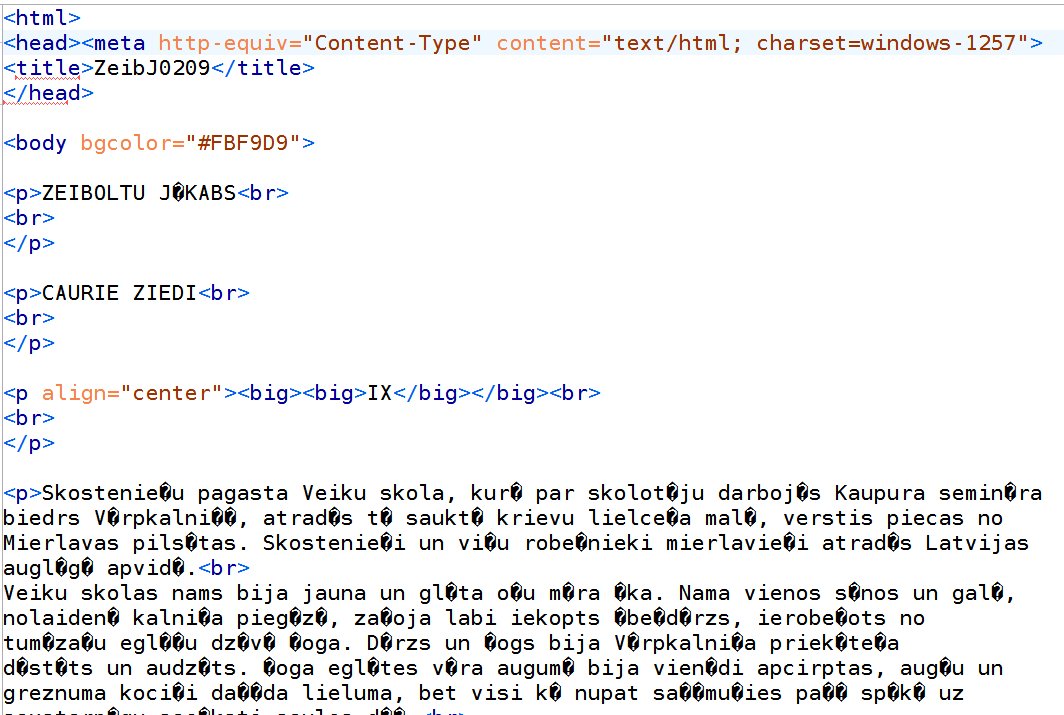 <html>
<head><meta http-equiv="Content-Type" content="text/html; charset=windows-1257">
<title>ZeibJ0209</title>
</head>
<body bgcolor="#FBF9D9">
<p>ZEIBOLTU J�KABS<br>
<br>
</p>
<p>CAURIE ZIEDI<br>
<br>
</p>
<p align="center"><big><big>IX</big></big><br>
<br>
</p>
<p>Skostenie�u pagasta Veiku skola, kur� par skolot�ju darboj�s Kaupura semin�ra
biedrs V�rpkalni��, atrad�s t� saukt� krievu lielce�a mal�, verstis piecas no
Mierlavas pils�tas. Skostenie�i un vi�u robe�nieki mierlavie�i atrad�s Latvijas
augl�g� apvid�.<br>
Veiku skolas nams bija jauna un gl�ta o�u m�ra �ka. Nama vienos s�nos un gal�,
nolaiden� kalni�a pieg�z�, za�oja labi iekopts �be�d�rzs, ierobe�ots no
tum�za�u egl��u dz�v� �oga. D�rzs un �ogs bija V�rpkalni�a priek�te�a
d�st�ts un audz�ts. �oga egl�tes v�ra augum� bija vien�di apcirptas, aug�u un
greznuma koci�i da��da lieluma, bet visi k� nupat sa��mu�ies pa�� sp�k� uz